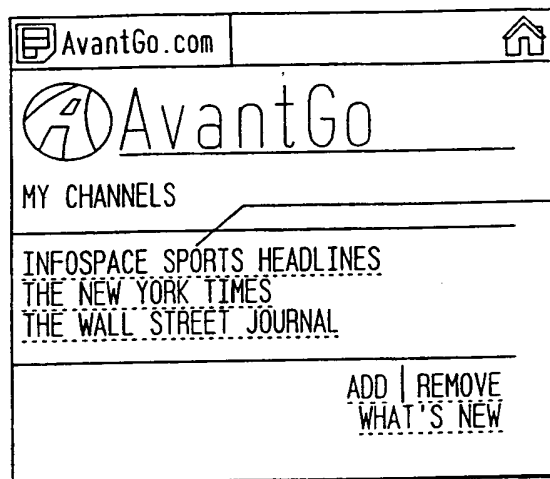 AvantGo.com
AvantGo
MY CHANNELS
INFOSPACE SPORTS HEADLINES
THE NEW YORK TIMES
THE WALL STREET JOURNAL
ADD | REMOVE
WHAT'S NEW